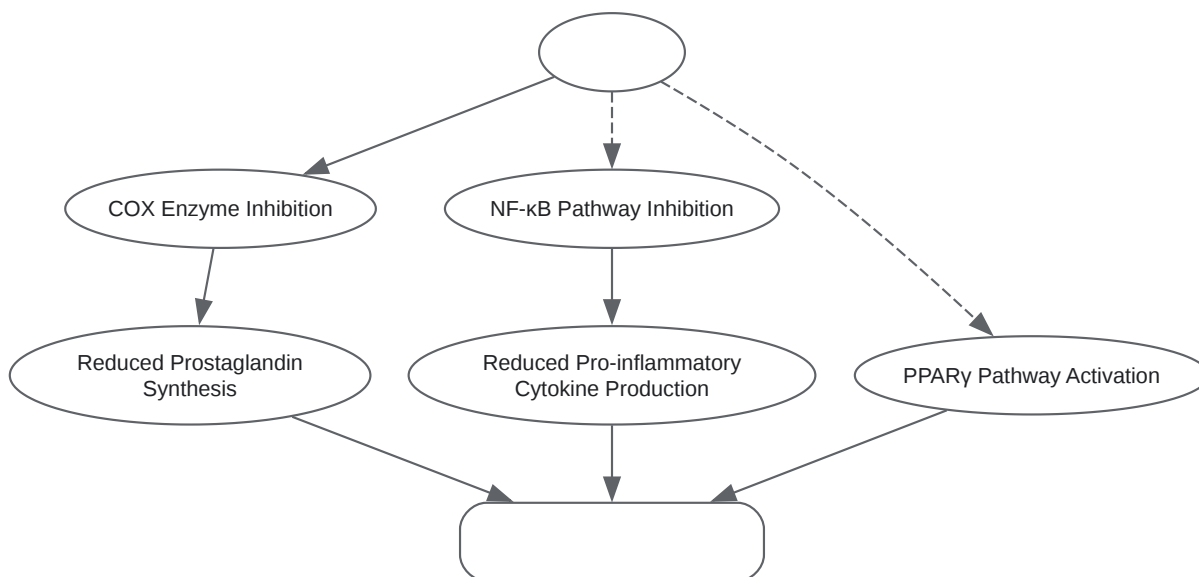 COX Enzyme Inhibition
NF-κB Pathway Inhibition
Reduced Prostaglandin
Synthesis
Reduced Pro-inflammatory
Cytokine Production
PPARγ Pathway Activation